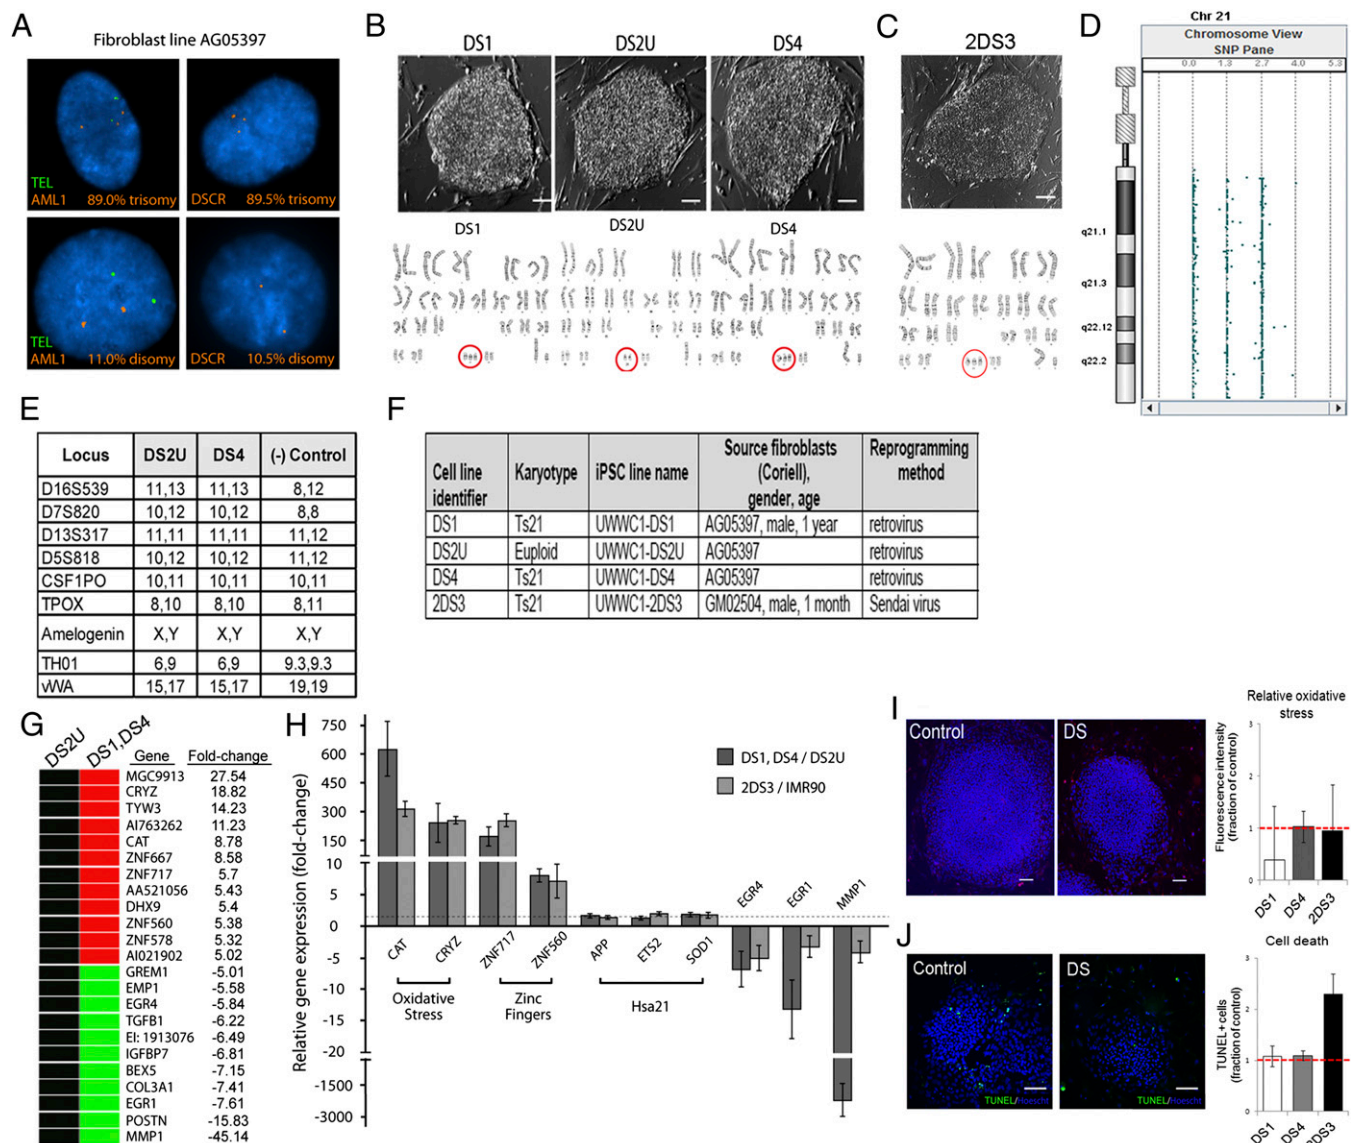 A
Fibroblast line AG05397
TEL
AML1 89.0% trisomy
DSCR 89.5% trisomy
TEL
AML1 11.0% disomy
DSCR 10.5% disomy
B
DS1 DS2U DS4
DS1 DS2U DS4
C
2DS3
D
Chr 21
Chromosome View
SNP Pane
0.0 1.3 2.7 4.0 5.3
q21.1
q21.3
q22.12
q22.2
E
Locus DS2U DS4 (-) Control
D16S539 11,13 11,13 8,12
D7S820 10,12 10,12 8,8
D13S317 11,11 11,11 11,12
D5S818 10,12 10,12 11,12
CSF1PO 10,11 10,11 10,11
TPOX 8,10 8,10 8,11
Amelogenin X,Y X,Y X,Y
TH01 6,9 6,9 9.3,9.3
vWA 15,17 15,17 19,19
F
Cell line identifier Karyotype iPSC line name Source fibroblasts (Coriell), gender, age Reprogramming method
DS1 Ts21 UWWC1-DS1 AG05397, male, 1 year retrovirus
DS2U Euploid UWWC1-DS2U AG05397 retrovirus
DS4 Ts21 UWWC1-DS4 AG05397 retrovirus
2DS3 Ts21 UWWC1-2DS3 GM02504, male, 1 month Sendai virus
G
DS2U DS1,DS4 Gene Fold-change
MGC9913 27.54
CRYZ 18.82
TYW3 14.23
AI763262 11.23
CAT 8.78
ZNF667 8.58
ZNF717 5.7
AA521056 5.43
DHX9 5.4
ZNF560 5.38
ZNF578 5.32
AI021902 5.02
GREM1 -5.01
EMP1 -5.58
EGR4 -5.84
TGFB1 -6.22
EI: 1913076 -6.49
IGFBP7 -6.81
BEX5 -7.15
COL3A1 -7.41
EGR1 -7.61
POSTN -15.83
MMP1 -45.14
H
Relative gene expression (fold-change)
750
600
450
300
150
10
5
0
-5
-10
-15
-20
-1500
-3000
DS1, DS4 / DS2U
2DS3 / IMR90
CAT CRYZ ZNF717 ZNF560 APP ETS2 SOD1 EGR4 EGR1 MMP1
Oxidative Stress
Zinc Fingers
Hsa21
I
Control DS
Relative oxidative stress
Fluorescence intensity (fraction of control)
3
2
1
0
DS1 DS4 2DS3
J
Control DS
TUNEL/Hoescht
TUNEL/Hoescht
Cell death
TUNEL+ cells (fraction of control)
3
2
1
0
DS1 DS4 2DS3